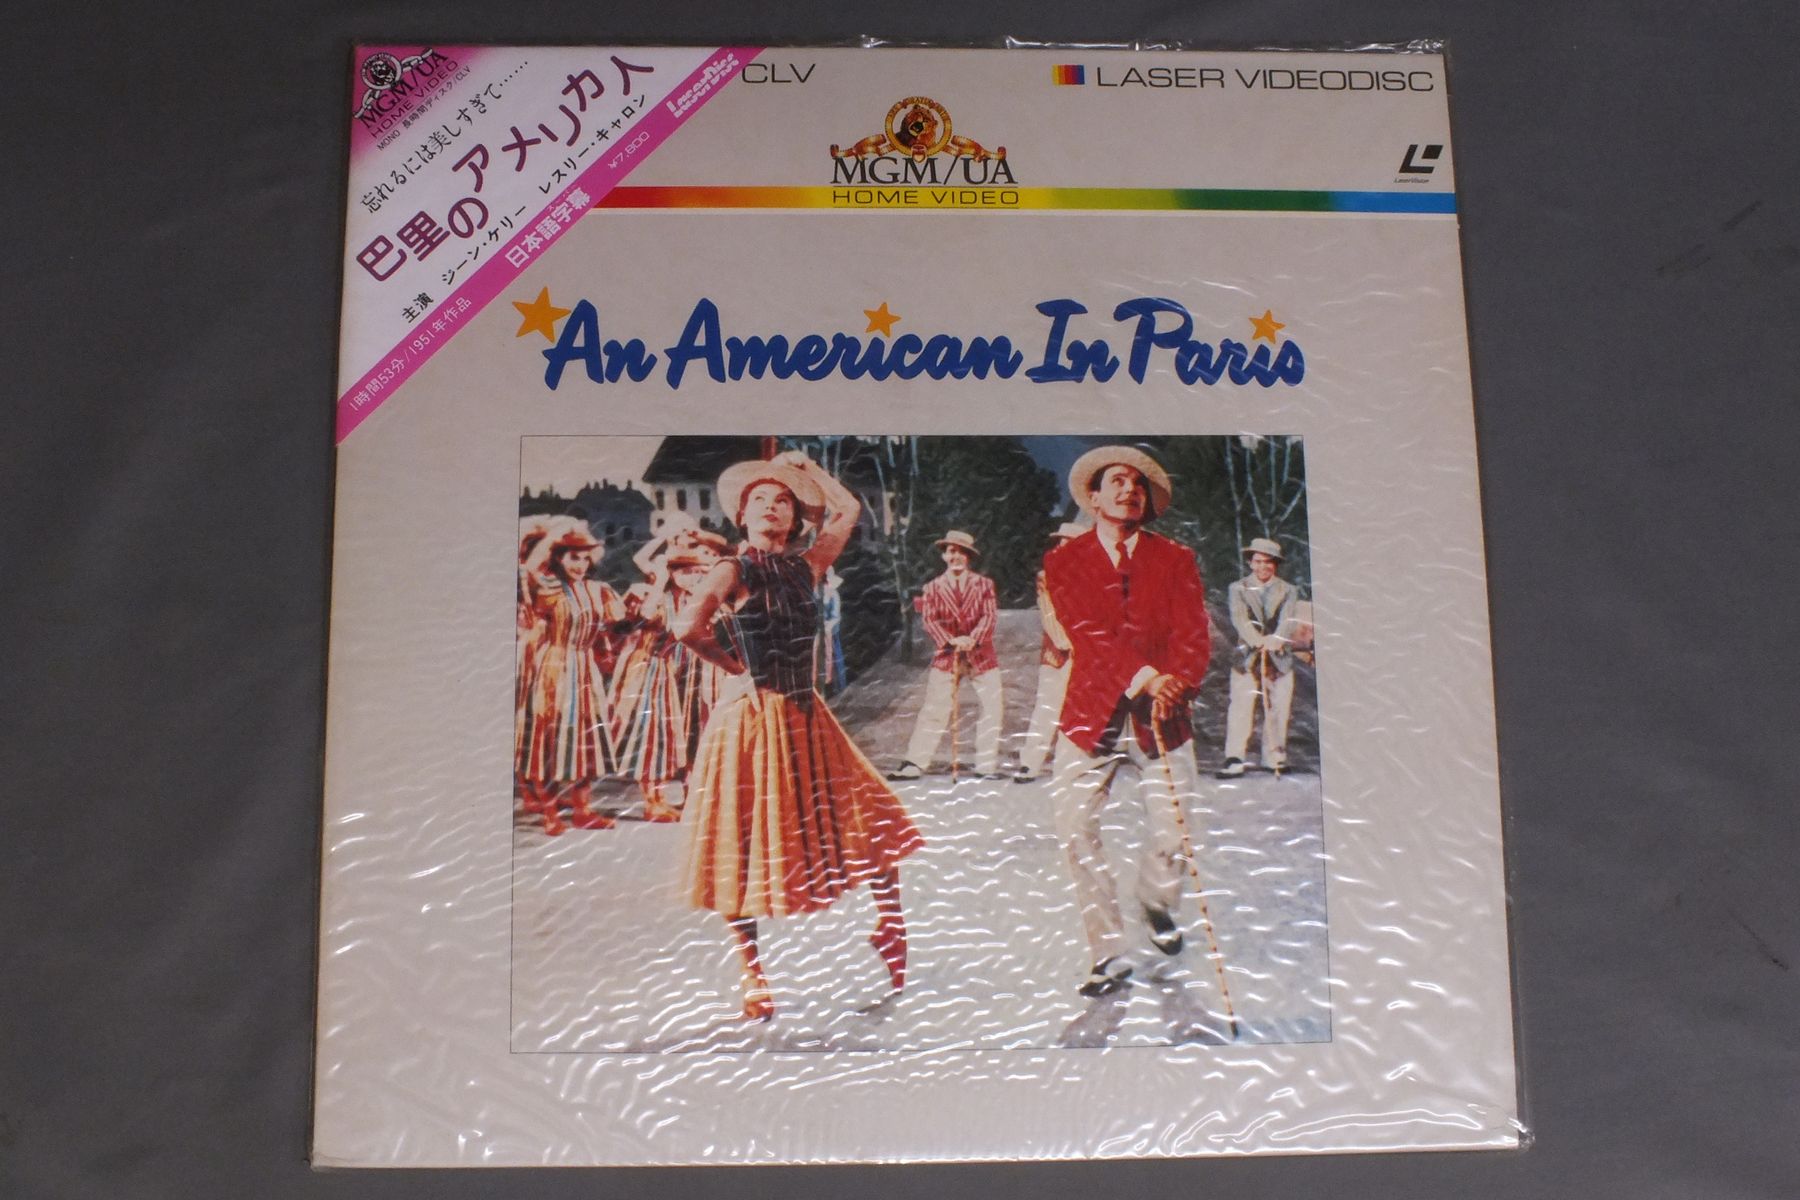 MGM/UA
HOME VIDEO
MONO 長時間ディスク/CLV
忘れるには美しすぎて……
巴里のアメリカ人
主演 ジーン・ケリー レスリー・キャロン
日本語字幕 ¥7,800
LaserDisc
1時間53分/1951年作品
CLV
LASER VIDEODISC
MGM/UA
HOME VIDEO
LaserVision
An American In Paris